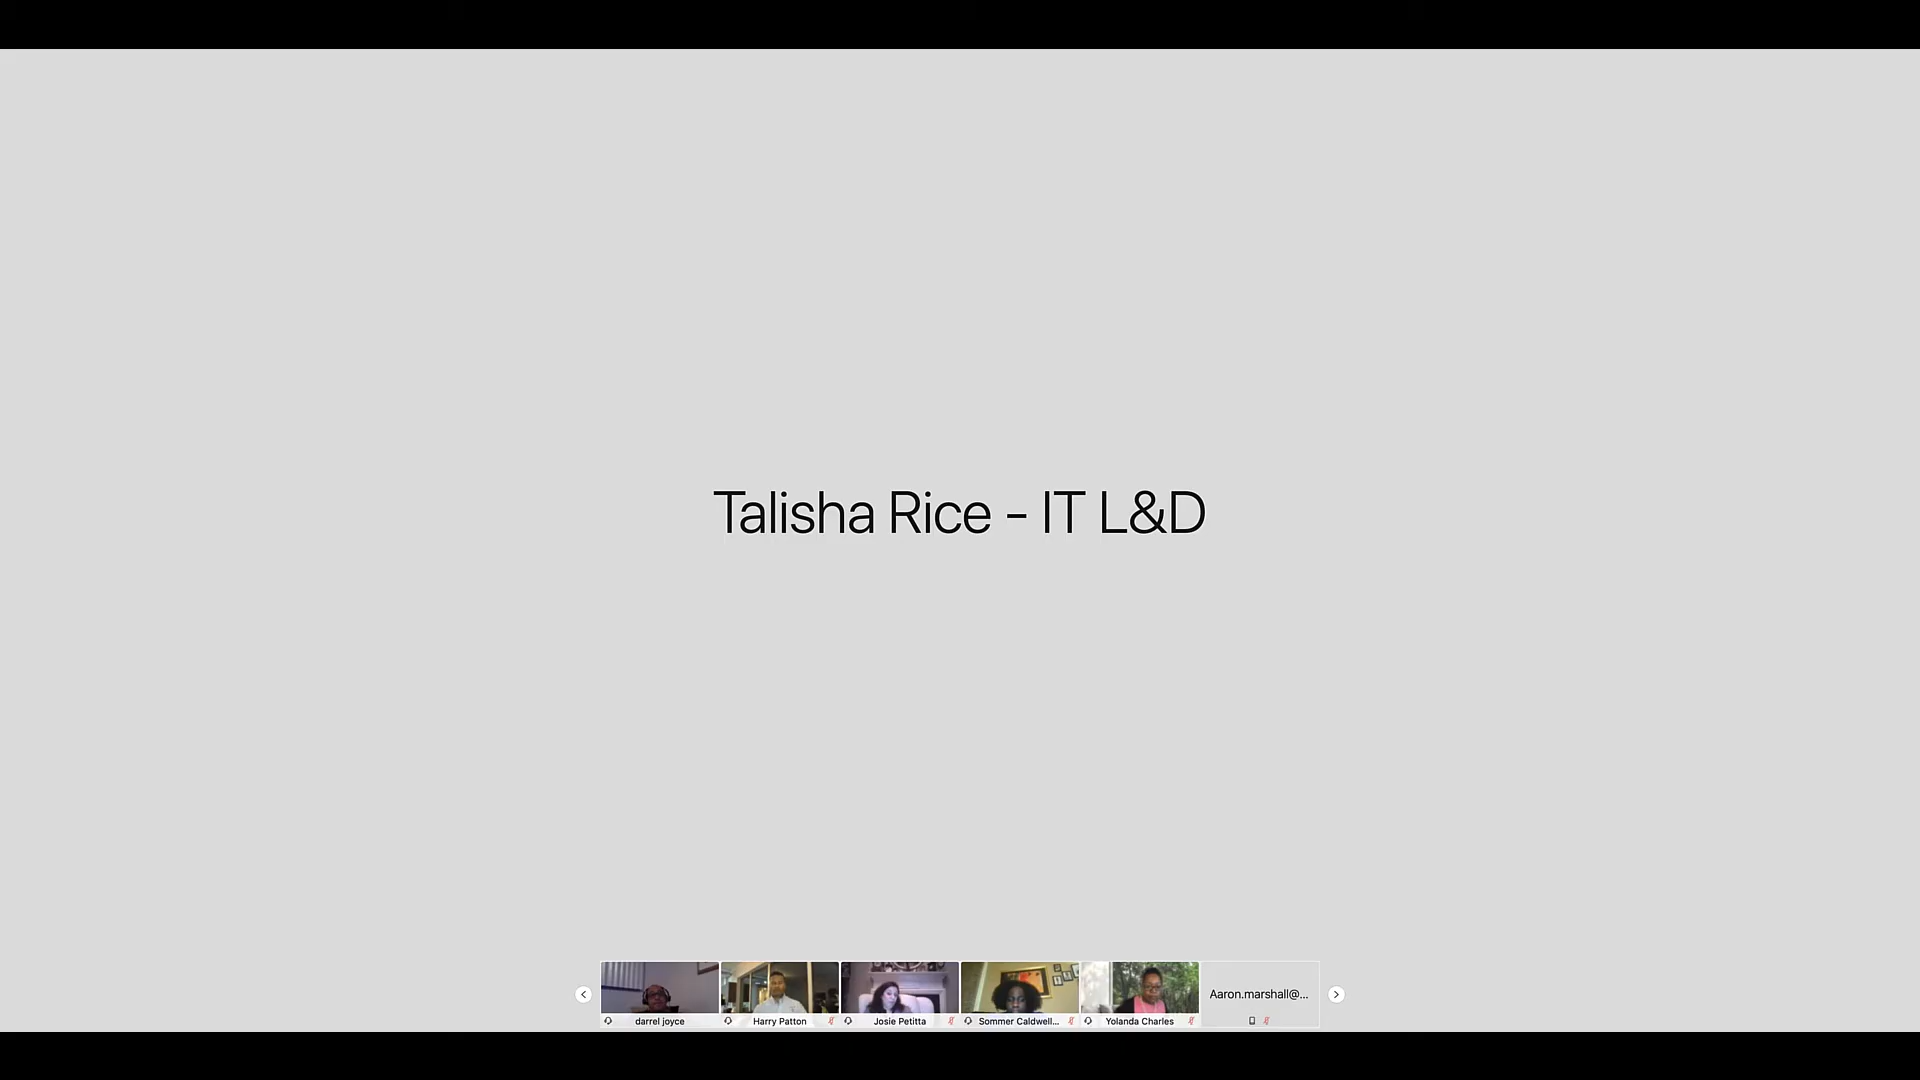 Talisha Rice - IT L&D
darrel joyce
Harry Patton
Josie Petitta
Sommer Caldwell...
Yolanda Charles
Aaron.marshall@...